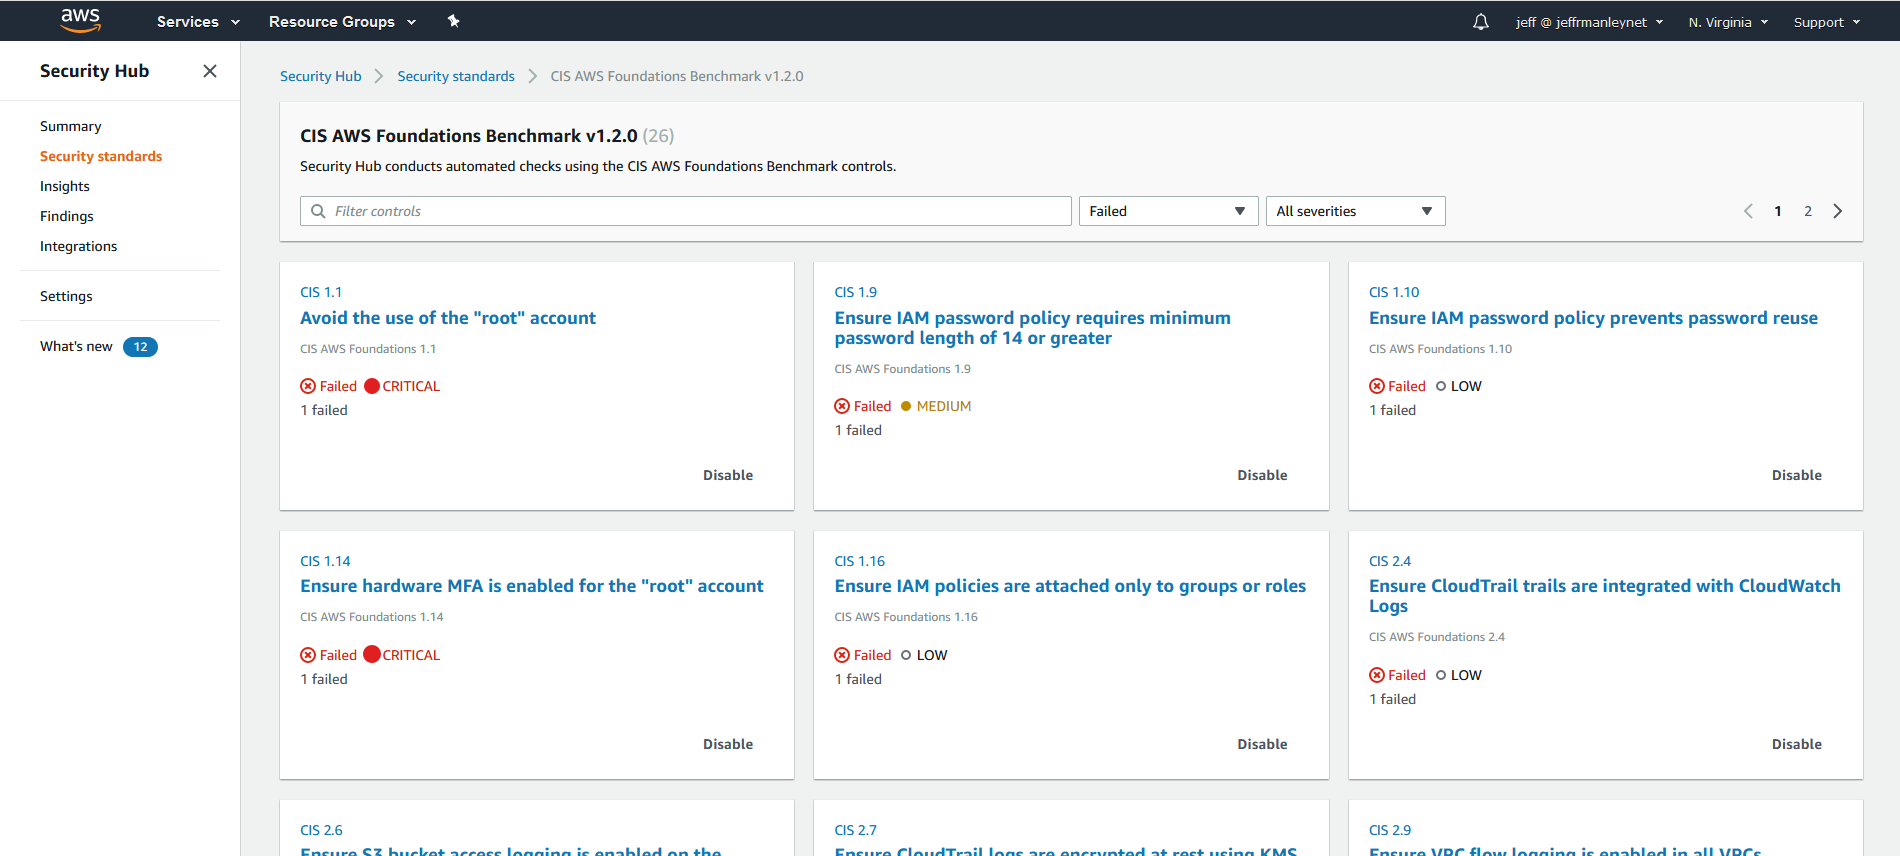 aws Services Resource Groups jeff @ jeffrmanleynet N. Virginia Support
Security Hub
Summary
Security standards
Insights
Findings
Integrations
Settings
What's new 12
Security Hub Security standards CIS AWS Foundations Benchmark v1.2.0
CIS AWS Foundations Benchmark v1.2.0 (26)
Security Hub conducts automated checks using the CIS AWS Foundations Benchmark controls.
Filter controls Failed All severities 1 2
CIS 1.1
Avoid the use of the "root" account
CIS AWS Foundations 1.1
Failed CRITICAL
1 failed
Disable
CIS 1.9
Ensure IAM password policy requires minimum
password length of 14 or greater
CIS AWS Foundations 1.9
Failed MEDIUM
1 failed
Disable
CIS 1.10
Ensure IAM password policy prevents password reuse
CIS AWS Foundations 1.10
Failed LOW
1 failed
Disable
CIS 1.14
Ensure hardware MFA is enabled for the "root" account
CIS AWS Foundations 1.14
Failed CRITICAL
1 failed
Disable
CIS 1.16
Ensure IAM policies are attached only to groups or roles
CIS AWS Foundations 1.16
Failed LOW
1 failed
Disable
CIS 2.4
Ensure CloudTrail trails are integrated with CloudWatch
Logs
CIS AWS Foundations 2.4
Failed LOW
1 failed
Disable
CIS 2.6
Ensure S3 bucket access logging is enabled on the
CIS 2.7
Ensure CloudTrail logs are encrypted at rest using KMS
CIS 2.9
Ensure VPC flow logging is enabled in all VPCs